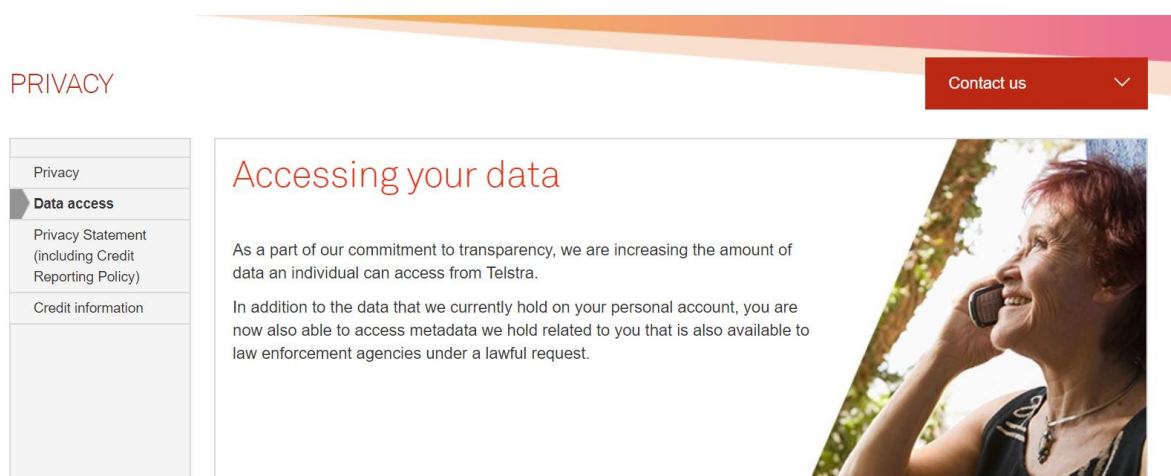 PRIVACY
Contact us
Privacy
Data access
Privacy Statement
(including Credit
Reporting Policy)
Credit information
Accessing your data
As a part of our commitment to transparency, we are increasing the amount of
data an individual can access from Telstra.
In addition to the data that we currently hold on your personal account, you are
now also able to access metadata we hold related to you that is also available to
law enforcement agencies under a lawful request.